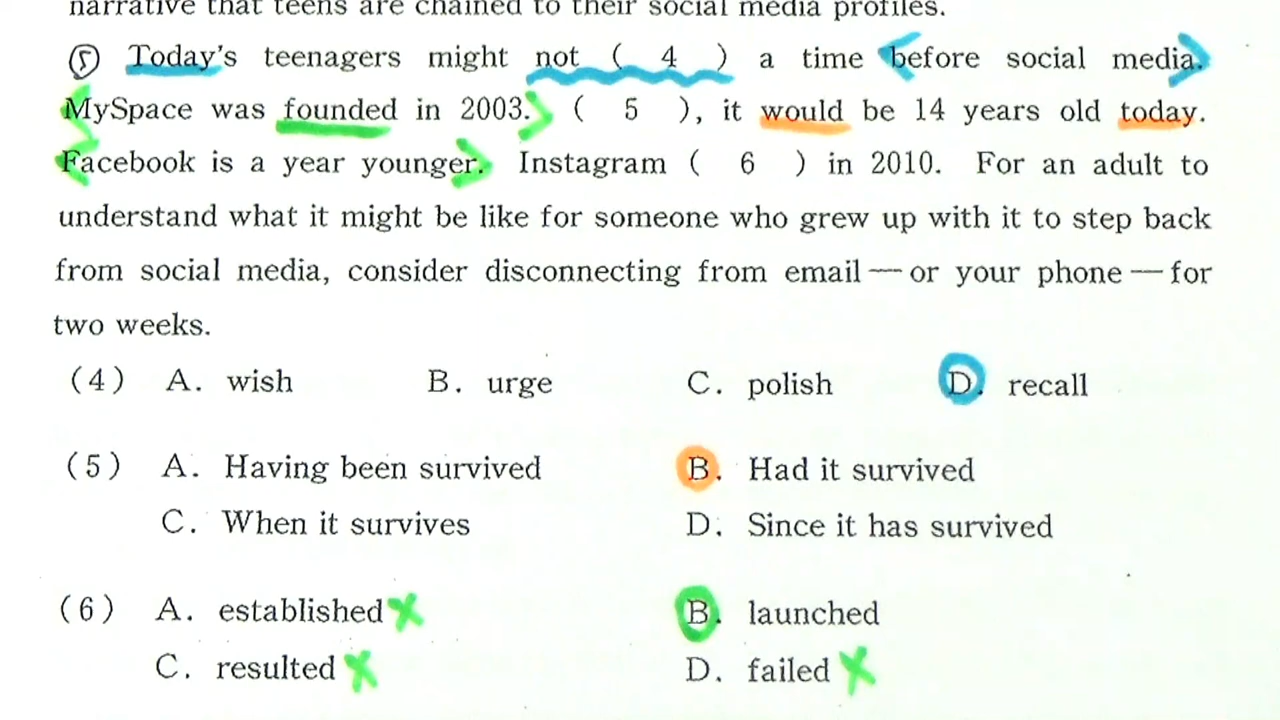 narrative that teens are chained to their social media profiles.
⑤ Today's teenagers might not ( 4 ) a time before social media.
MySpace was founded in 2003. ( 5 ), it would be 14 years old today.
Facebook is a year younger. Instagram ( 6 ) in 2010. For an adult to
understand what it might be like for someone who grew up with it to step back
from social media, consider disconnecting from email — or your phone — for
two weeks.
(4) A. wish B. urge C. polish D. recall
(5) A. Having been survived B. Had it survived
C. When it survives D. Since it has survived
(6) A. established B. launched
C. resulted D. failed